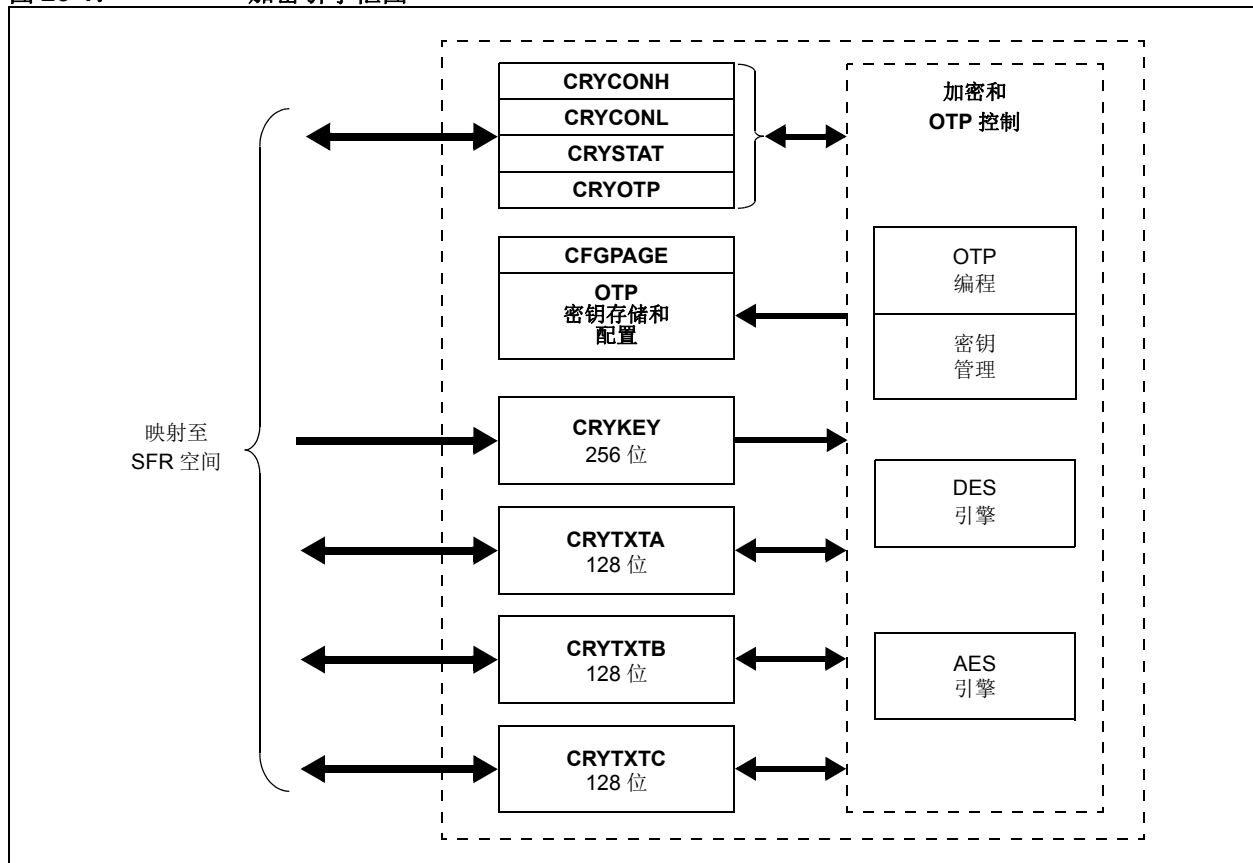 CRYCONH
CRYCONL
CRYSTAT
CRYOTP
CFGPAGE
OTP
密钥存储和
配置
映射至
SFR 空间
CRYKEY
256 位
CRYTXTA
128 位
CRYTXTB
128 位
CRYTXTC
128 位
加密和
OTP 控制
OTP
编程
密钥
管理
DES
引擎
AES
引擎